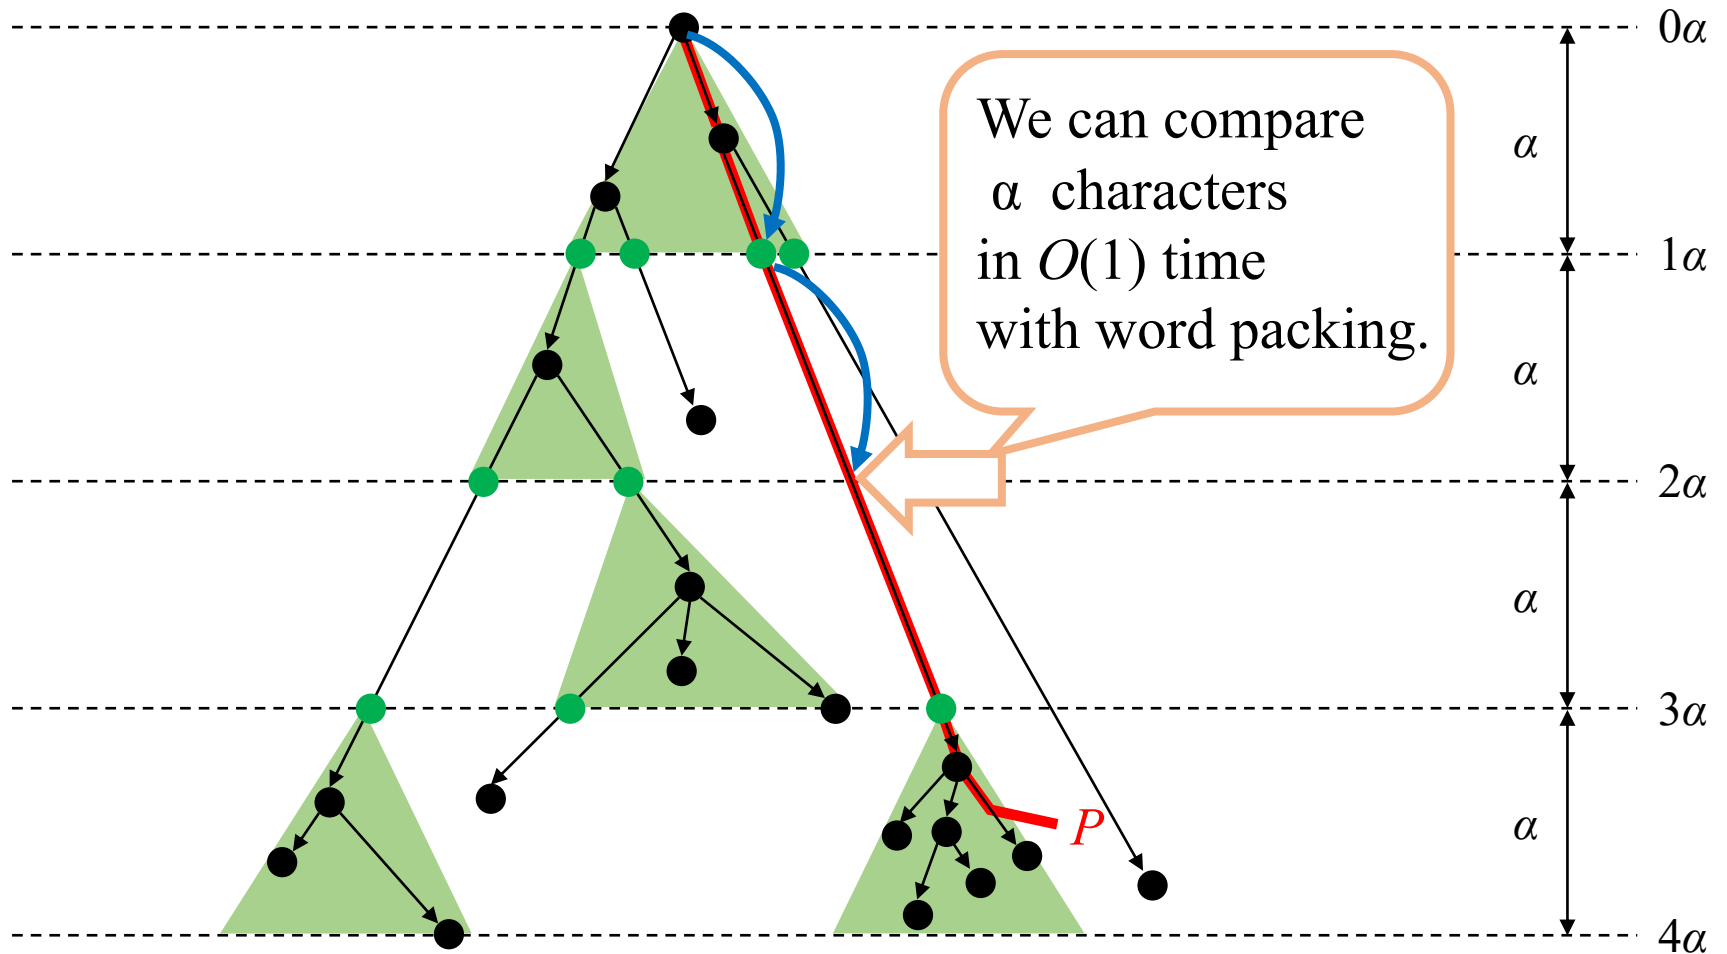 0α
We can compare
α characters
in O(1) time
with word packing.
α
1α
α
2α
α
3α
α
P
4α